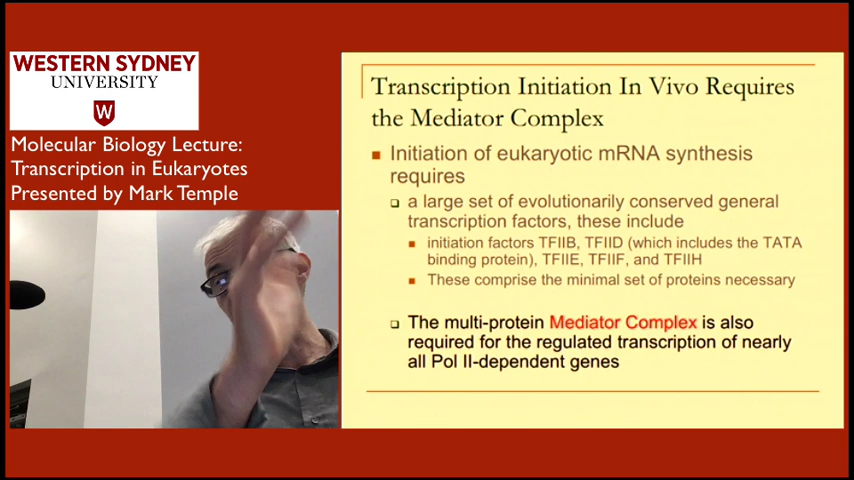 WESTERN SYDNEY
UNIVERSITY
W
Molecular Biology Lecture:
Transcription in Eukaryotes
Presented by Mark Temple
Transcription Initiation In Vivo Requires
the Mediator Complex
Initiation of eukaryotic mRNA synthesis
requires
a large set of evolutionarily conserved general
transcription factors, these include
initiation factors TFIIB, TFIID (which includes the TATA
binding protein), TFIIE, TFIIF, and TFIIH
These comprise the minimal set of proteins necessary
The multi-protein Mediator Complex is also
required for the regulated transcription of nearly
all Pol II-dependent genes